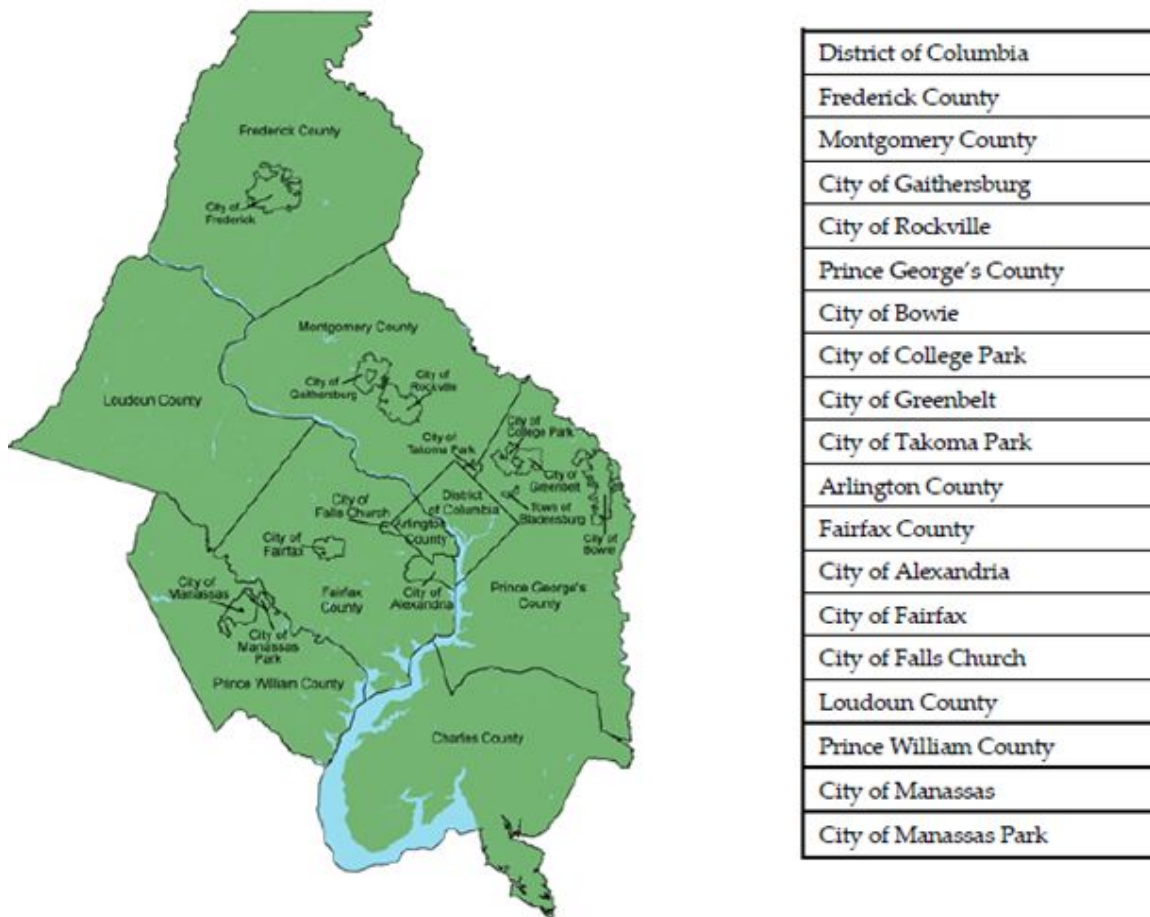 Frederick County
City of
Frederick
Montgomery County
City of
Gaithersburg
City of
Rockville
Loudoun County
City of
Takoma Park
City of
College Park
City of
Greenbelt
District
of Columbia
Town of
Bladensburg
City of
Bowie
City of
Falls Church
Arlington
County
City of
Fairfax
City of
Alexandria
Fairfax
County
Prince George's
County
City of
Manassas
City of
Manassas
Park
Prince William County
Charles County
District of Columbia
Frederick County
Montgomery County
City of Gaithersburg
City of Rockville
Prince George's County
City of Bowie
City of College Park
City of Greenbelt
City of Takoma Park
Arlington County
Fairfax County
City of Alexandria
City of Fairfax
City of Falls Church
Loudoun County
Prince William County
City of Manassas
City of Manassas Park